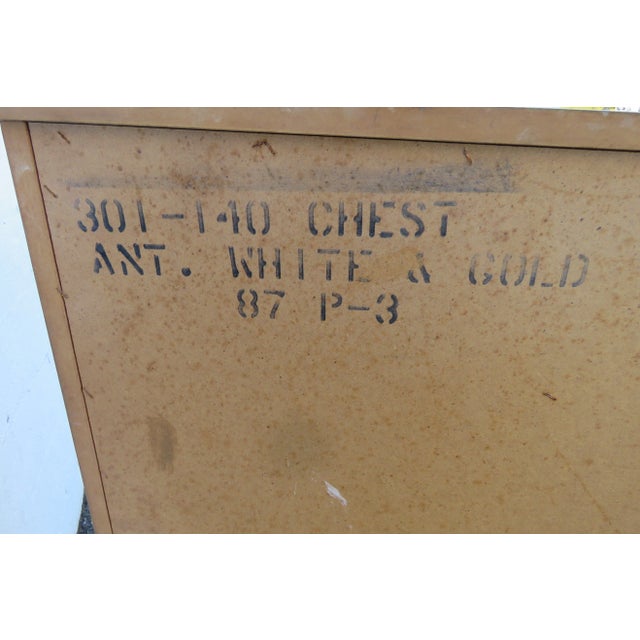 301-140 CHEST
ANT. WHITE & GOLD
87 P-3